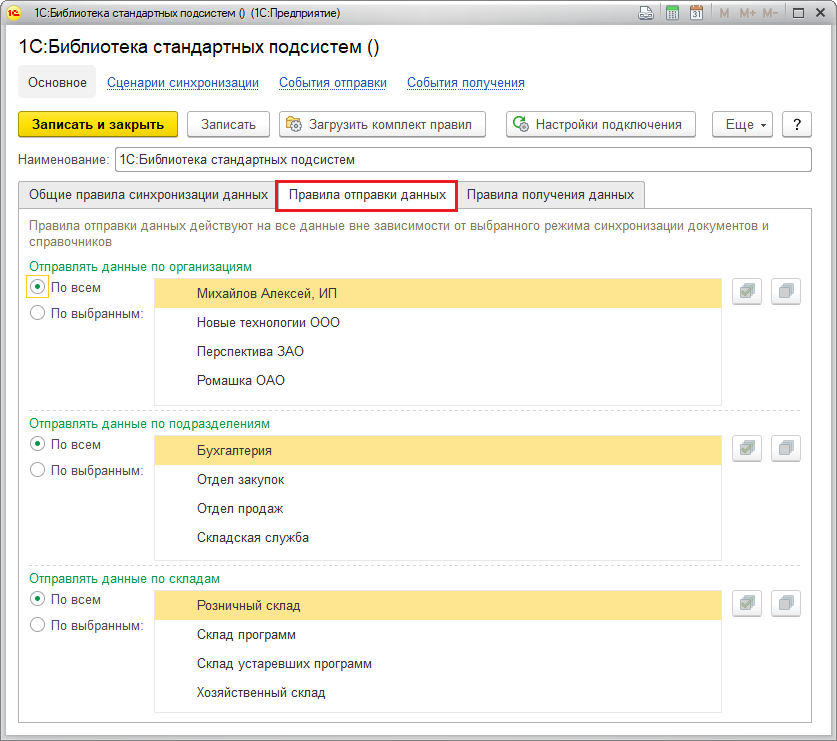 1С:Библиотека стандартных подсистем () (1С:Предприятие)
31 M M+ M-
1С:Библиотека стандартных подсистем ()
Основное Сценарии синхронизации События отправки События получения
Записать и закрыть Записать Загрузить комплект правил Настройки подключения Еще ?
Наименование: 1С:Библиотека стандартных подсистем
Общие правила синхронизации данных Правила отправки данных Правила получения данных
Правила отправки данных действуют на все данные вне зависимости от выбранного режима синхронизации документов и
справочников
Отправлять данные по организациям
По всем
По выбранным:
Михайлов Алексей, ИП
Новые технологии ООО
Перспектива ЗАО
Ромашка ОАО
Отправлять данные по подразделениям
По всем
По выбранным:
Бухгалтерия
Отдел закупок
Отдел продаж
Складская служба
Отправлять данные по складам
По всем
По выбранным:
Розничный склад
Склад программ
Склад устаревших программ
Хозяйственный склад